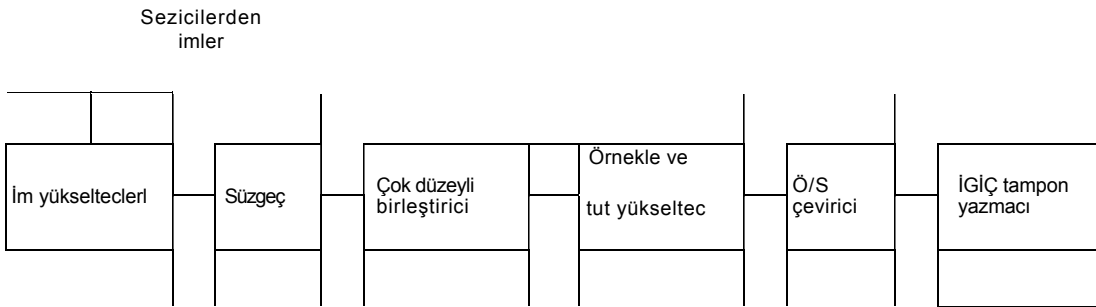 Sezicilerden
imler
İm yükselteclerl
Süzgeç
Çok düzeyli
birleştirici
Örnekle ve
tut yükseltec
Ö/S
çevirici
İGİÇ tampon
yazmacı